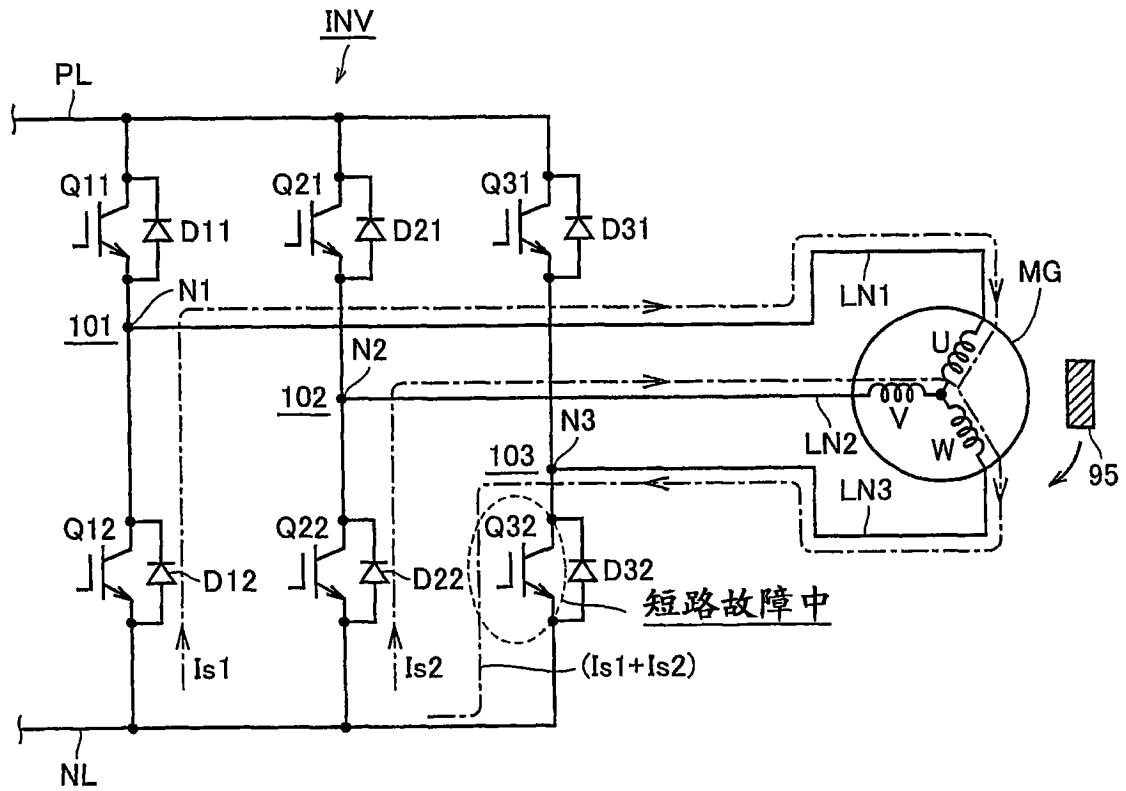 INV
PL
Q11
D11
Q21
D21
Q31
D31
N1
LN1
MG
101
N2
U
102
V
LN2
N3
W
95
103
LN3
Q12
D12
Q22
D22
Q32
D32
短路故障中
Is1
Is2
(Is1+Is2)
NL